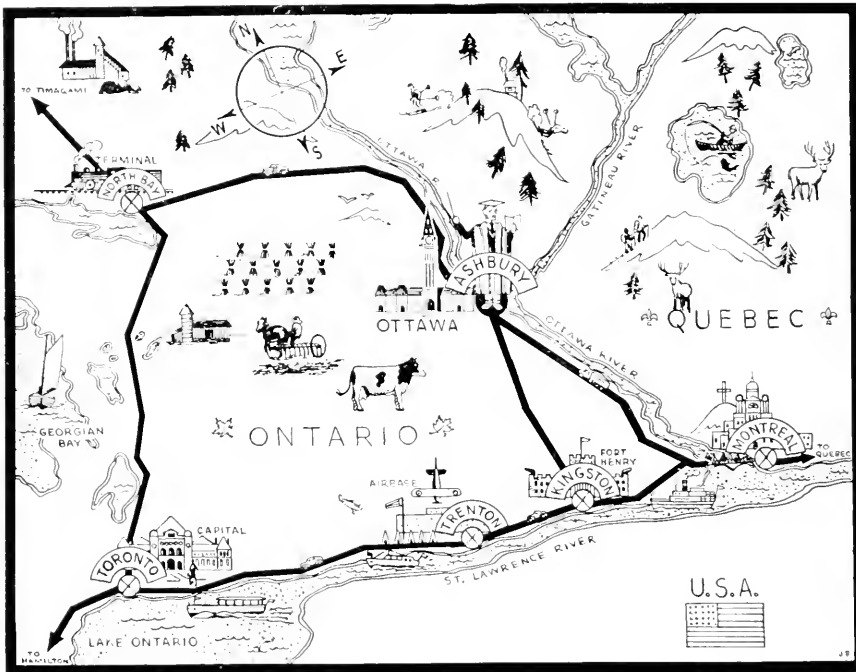 N
E
W
S
TO TIMAGAMI
TERMINAL
NORTH BAY
OTTAWA R.
GATINEAU RIVER
ASHBURY
OTTAWA
QUEBEC
OTTAWA RIVER
GEORGIAN
BAY
ONTARIO
MONTREAL
TO
QUEBEC
FORT
HENRY
KINGSTON
AIRBASE
TRENTON
CAPITAL
TORONTO
ST. LAWRENCE RIVER
U.S.A.
LAKE ONTARIO
TO
HAMILTON